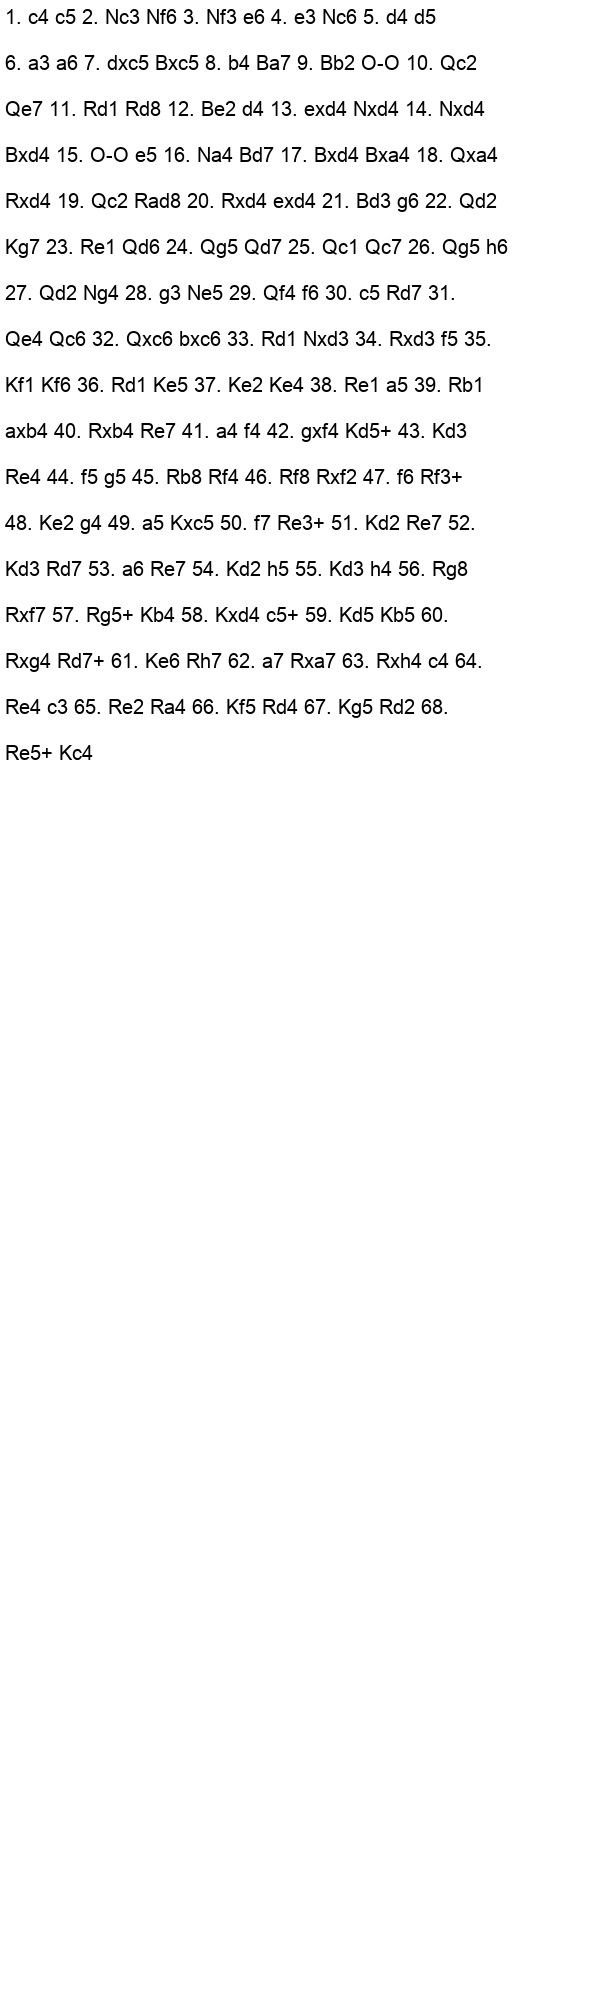 1. c4 c5 2. Nc3 Nf6 3. Nf3 e6 4. e3 Nc6 5. d4 d5
6. a3 a6 7. dxc5 Bxc5 8. b4 Ba7 9. Bb2 O-O 10. Qc2
Qe7 11. Rd1 Rd8 12. Be2 d4 13. exd4 Nxd4 14. Nxd4
Bxd4 15. O-O e5 16. Na4 Bd7 17. Bxd4 Bxa4 18. Qxa4
Rxd4 19. Qc2 Rad8 20. Rxd4 exd4 21. Bd3 g6 22. Qd2
Kg7 23. Re1 Qd6 24. Qg5 Qd7 25. Qc1 Qc7 26. Qg5 h6
27. Qd2 Ng4 28. g3 Ne5 29. Qf4 f6 30. c5 Rd7 31.
Qe4 Qc6 32. Qxc6 bxc6 33. Rd1 Nxd3 34. Rxd3 f5 35.
Kf1 Kf6 36. Rd1 Ke5 37. Ke2 Ke4 38. Re1 a5 39. Rb1
axb4 40. Rxb4 Re7 41. a4 f4 42. gxf4 Kd5+ 43. Kd3
Re4 44. f5 g5 45. Rb8 Rf4 46. Rf8 Rxf2 47. f6 Rf3+
48. Ke2 g4 49. a5 Kxc5 50. f7 Re3+ 51. Kd2 Re7 52.
Kd3 Rd7 53. a6 Re7 54. Kd2 h5 55. Kd3 h4 56. Rg8
Rxf7 57. Rg5+ Kb4 58. Kxd4 c5+ 59. Kd5 Kb5 60.
Rxg4 Rd7+ 61. Ke6 Rh7 62. a7 Rxa7 63. Rxh4 c4 64.
Re4 c3 65. Re2 Ra4 66. Kf5 Rd4 67. Kg5 Rd2 68.
Re5+ Kc4